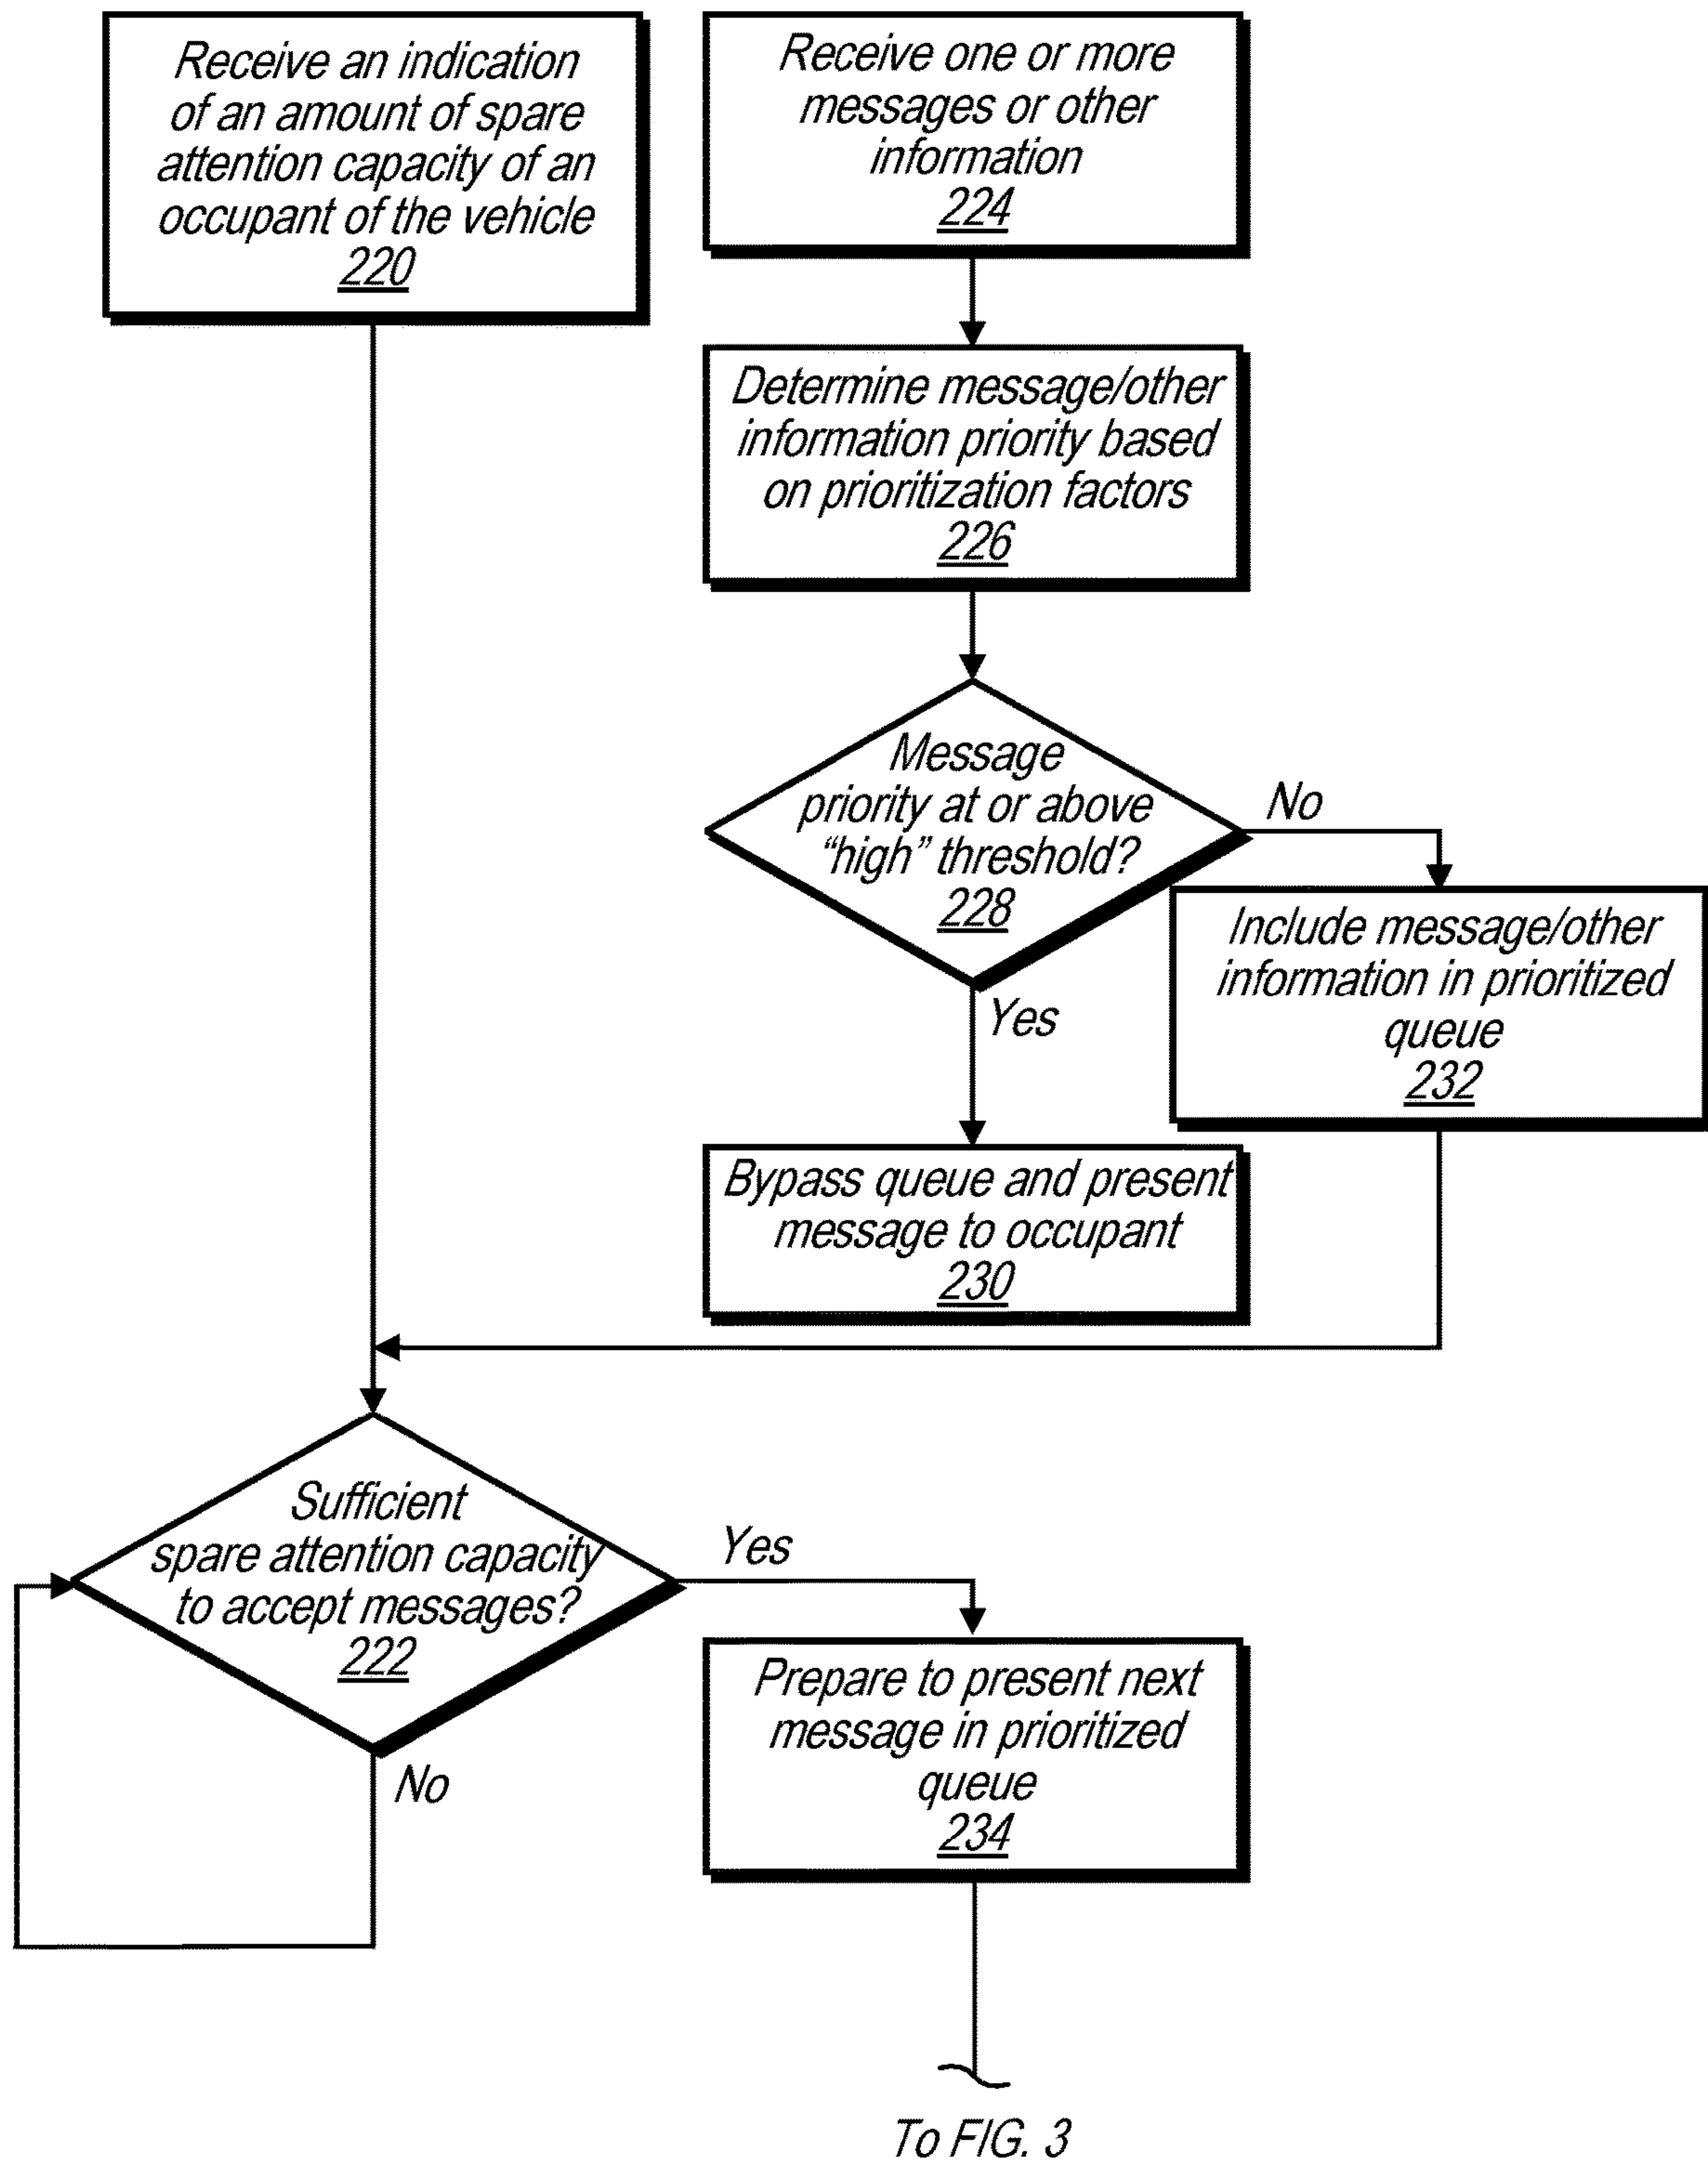 Receive an indication
of an amount of spare
attention capacity of an
occupant of the vehicle
220
Receive one or more
messages or other
information
224
Determine message/other
information priority based
on prioritization factors
226
Message
priority at or above
“high” threshold?
228
No
Yes
Include message/other
information in prioritized
queue
232
Bypass queue and present
message to occupant
230
Sufficient
spare attention capacity
to accept messages?
222
Yes
No
Prepare to present next
message in prioritized
queue
234
To FIG. 3